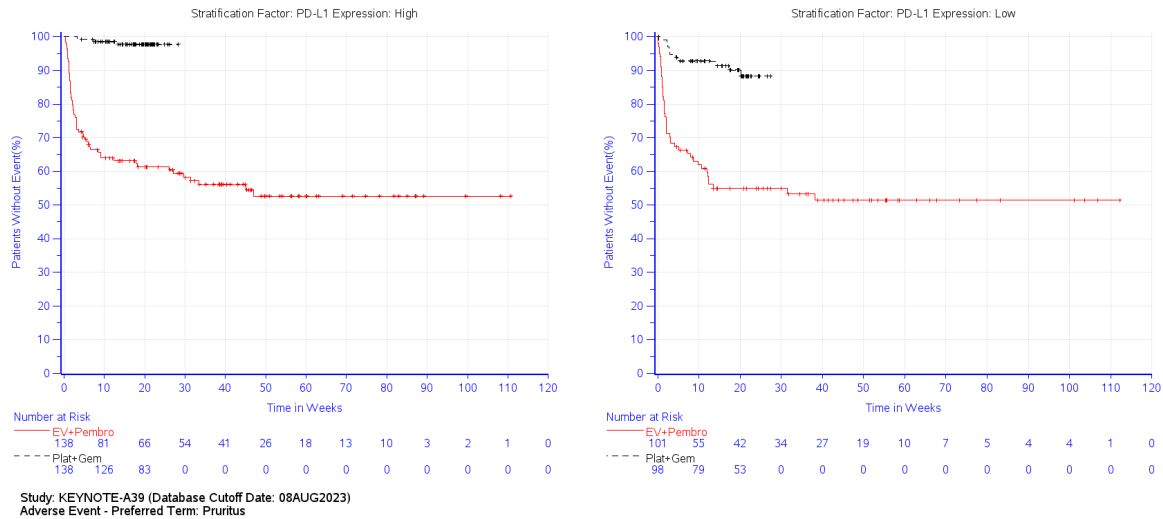 Stratification Factor: PD-L1 Expression: High
Patients Without Event(%)
100
90
80
70
60
50
40
30
20
10
0
0 10 20 30 40 50 60 70 80 90 100 110 120
Time in Weeks
Number at Risk
EV+Pembro
138 81 66 54 41 26 18 13 10 3 2 1 0
Plat+Gem
138 126 83 0 0 0 0 0 0 0 0 0 0
Stratification Factor: PD-L1 Expression: Low
Patients Without Event(%)
100
90
80
70
60
50
40
30
20
10
0
0 10 20 30 40 50 60 70 80 90 100 110 120
Time in Weeks
Number at Risk
EV+Pembro
101 55 42 34 27 19 10 7 5 4 4 1 0
Plat+Gem
98 79 53 0 0 0 0 0 0 0 0 0 0
Study: KEYNOTE-A39 (Database Cutoff Date: 08AUG2023)
Adverse Event - Preferred Term: Pruritus